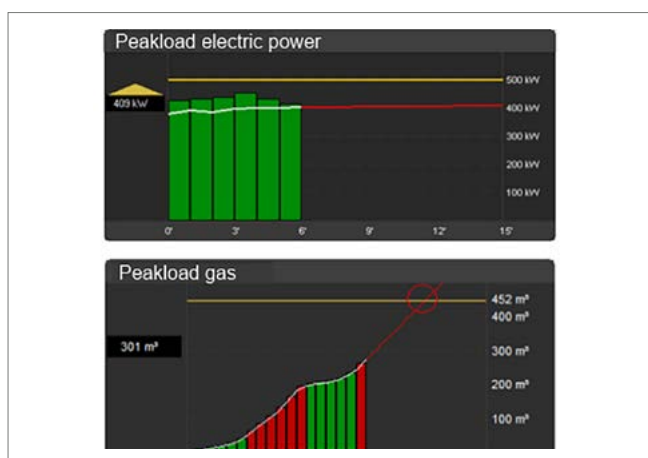 Peakload electric power
500 kW
409 kW
400 kW
300 kW
200 kW
100 kW
0' 3' 6' 9' 12' 15'
Peakload gas
452 m³
400 m³
301 m³
300 m³
200 m³
100 m³